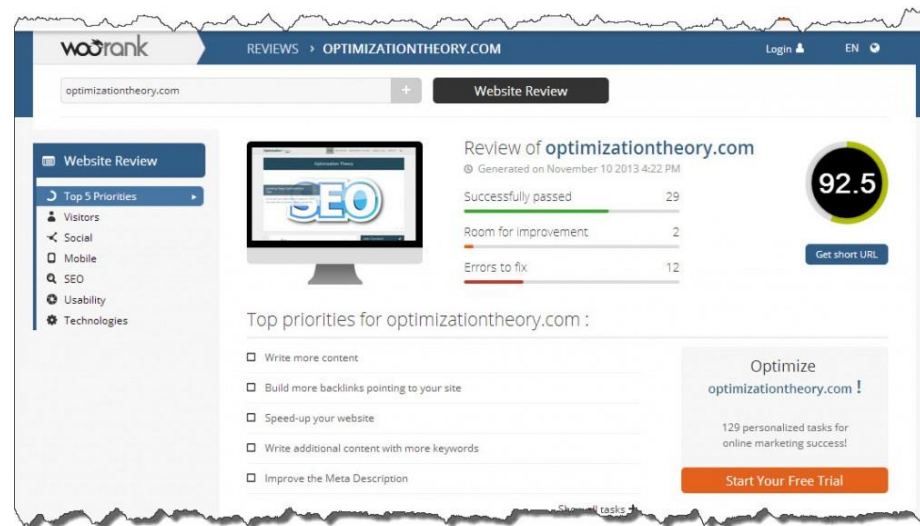 woorank
REVIEWS › OPTIMIZATIONTHEORY.COM
Login
EN
optimizationtheory.com
+
Website Review
Website Review
Top 5 Priorities
Visitors
Social
Mobile
SEO
Usability
Technologies
SEO
Review of optimizationtheory.com
Generated on November 10 2013 4:22 PM
Successfully passed 29
Room for improvement 2
Errors to fix 12
92.5
Get short URL
Top priorities for optimizationtheory.com :
Write more content
Build more backlinks pointing to your site
Speed-up your website
Write additional content with more keywords
Improve the Meta Description
tasks
Optimize
optimizationtheory.com !
129 personalized tasks for
online marketing success!
Start Your Free Trial